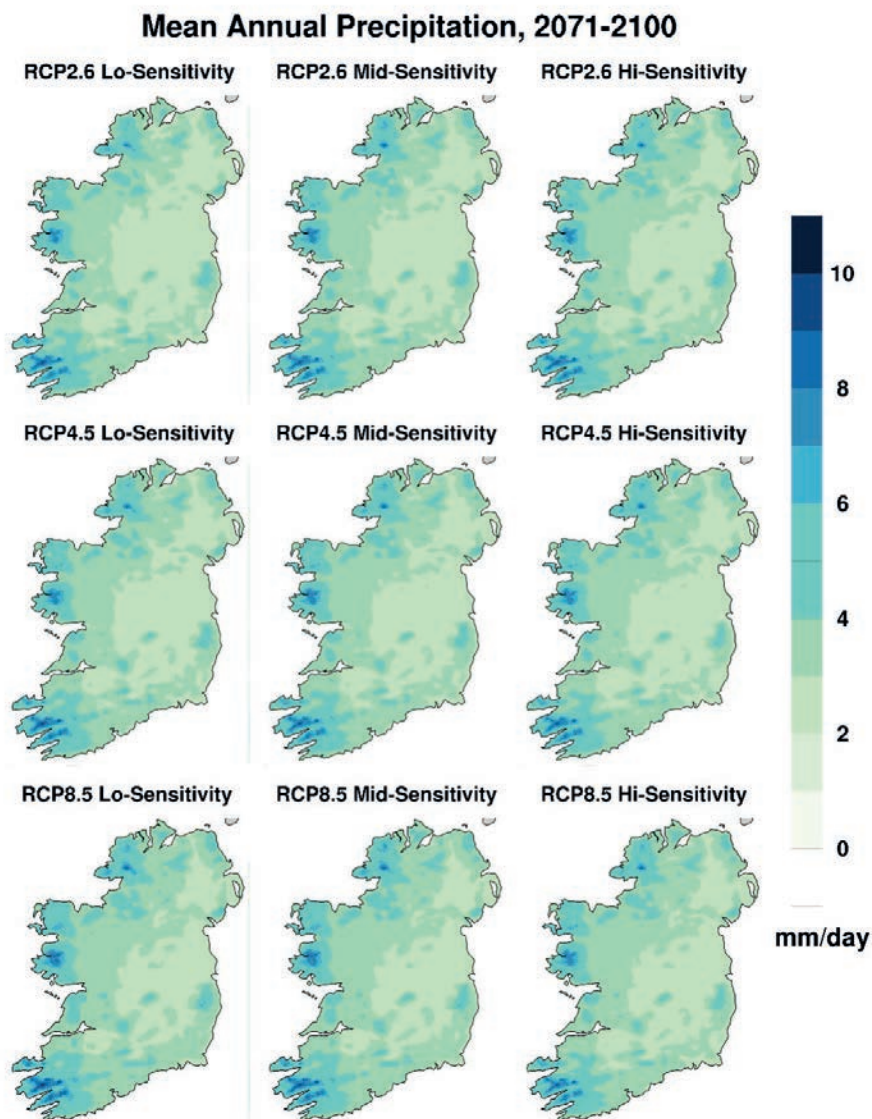 Mean Annual Precipitation, 2071-2100
RCP2.6 Lo-Sensitivity
RCP2.6 Mid-Sensitivity
RCP2.6 Hi-Sensitivity
RCP4.5 Lo-Sensitivity
RCP4.5 Mid-Sensitivity
RCP4.5 Hi-Sensitivity
RCP8.5 Lo-Sensitivity
RCP8.5 Mid-Sensitivity
RCP8.5 Hi-Sensitivity
10
8
6
4
2
0
mm/day